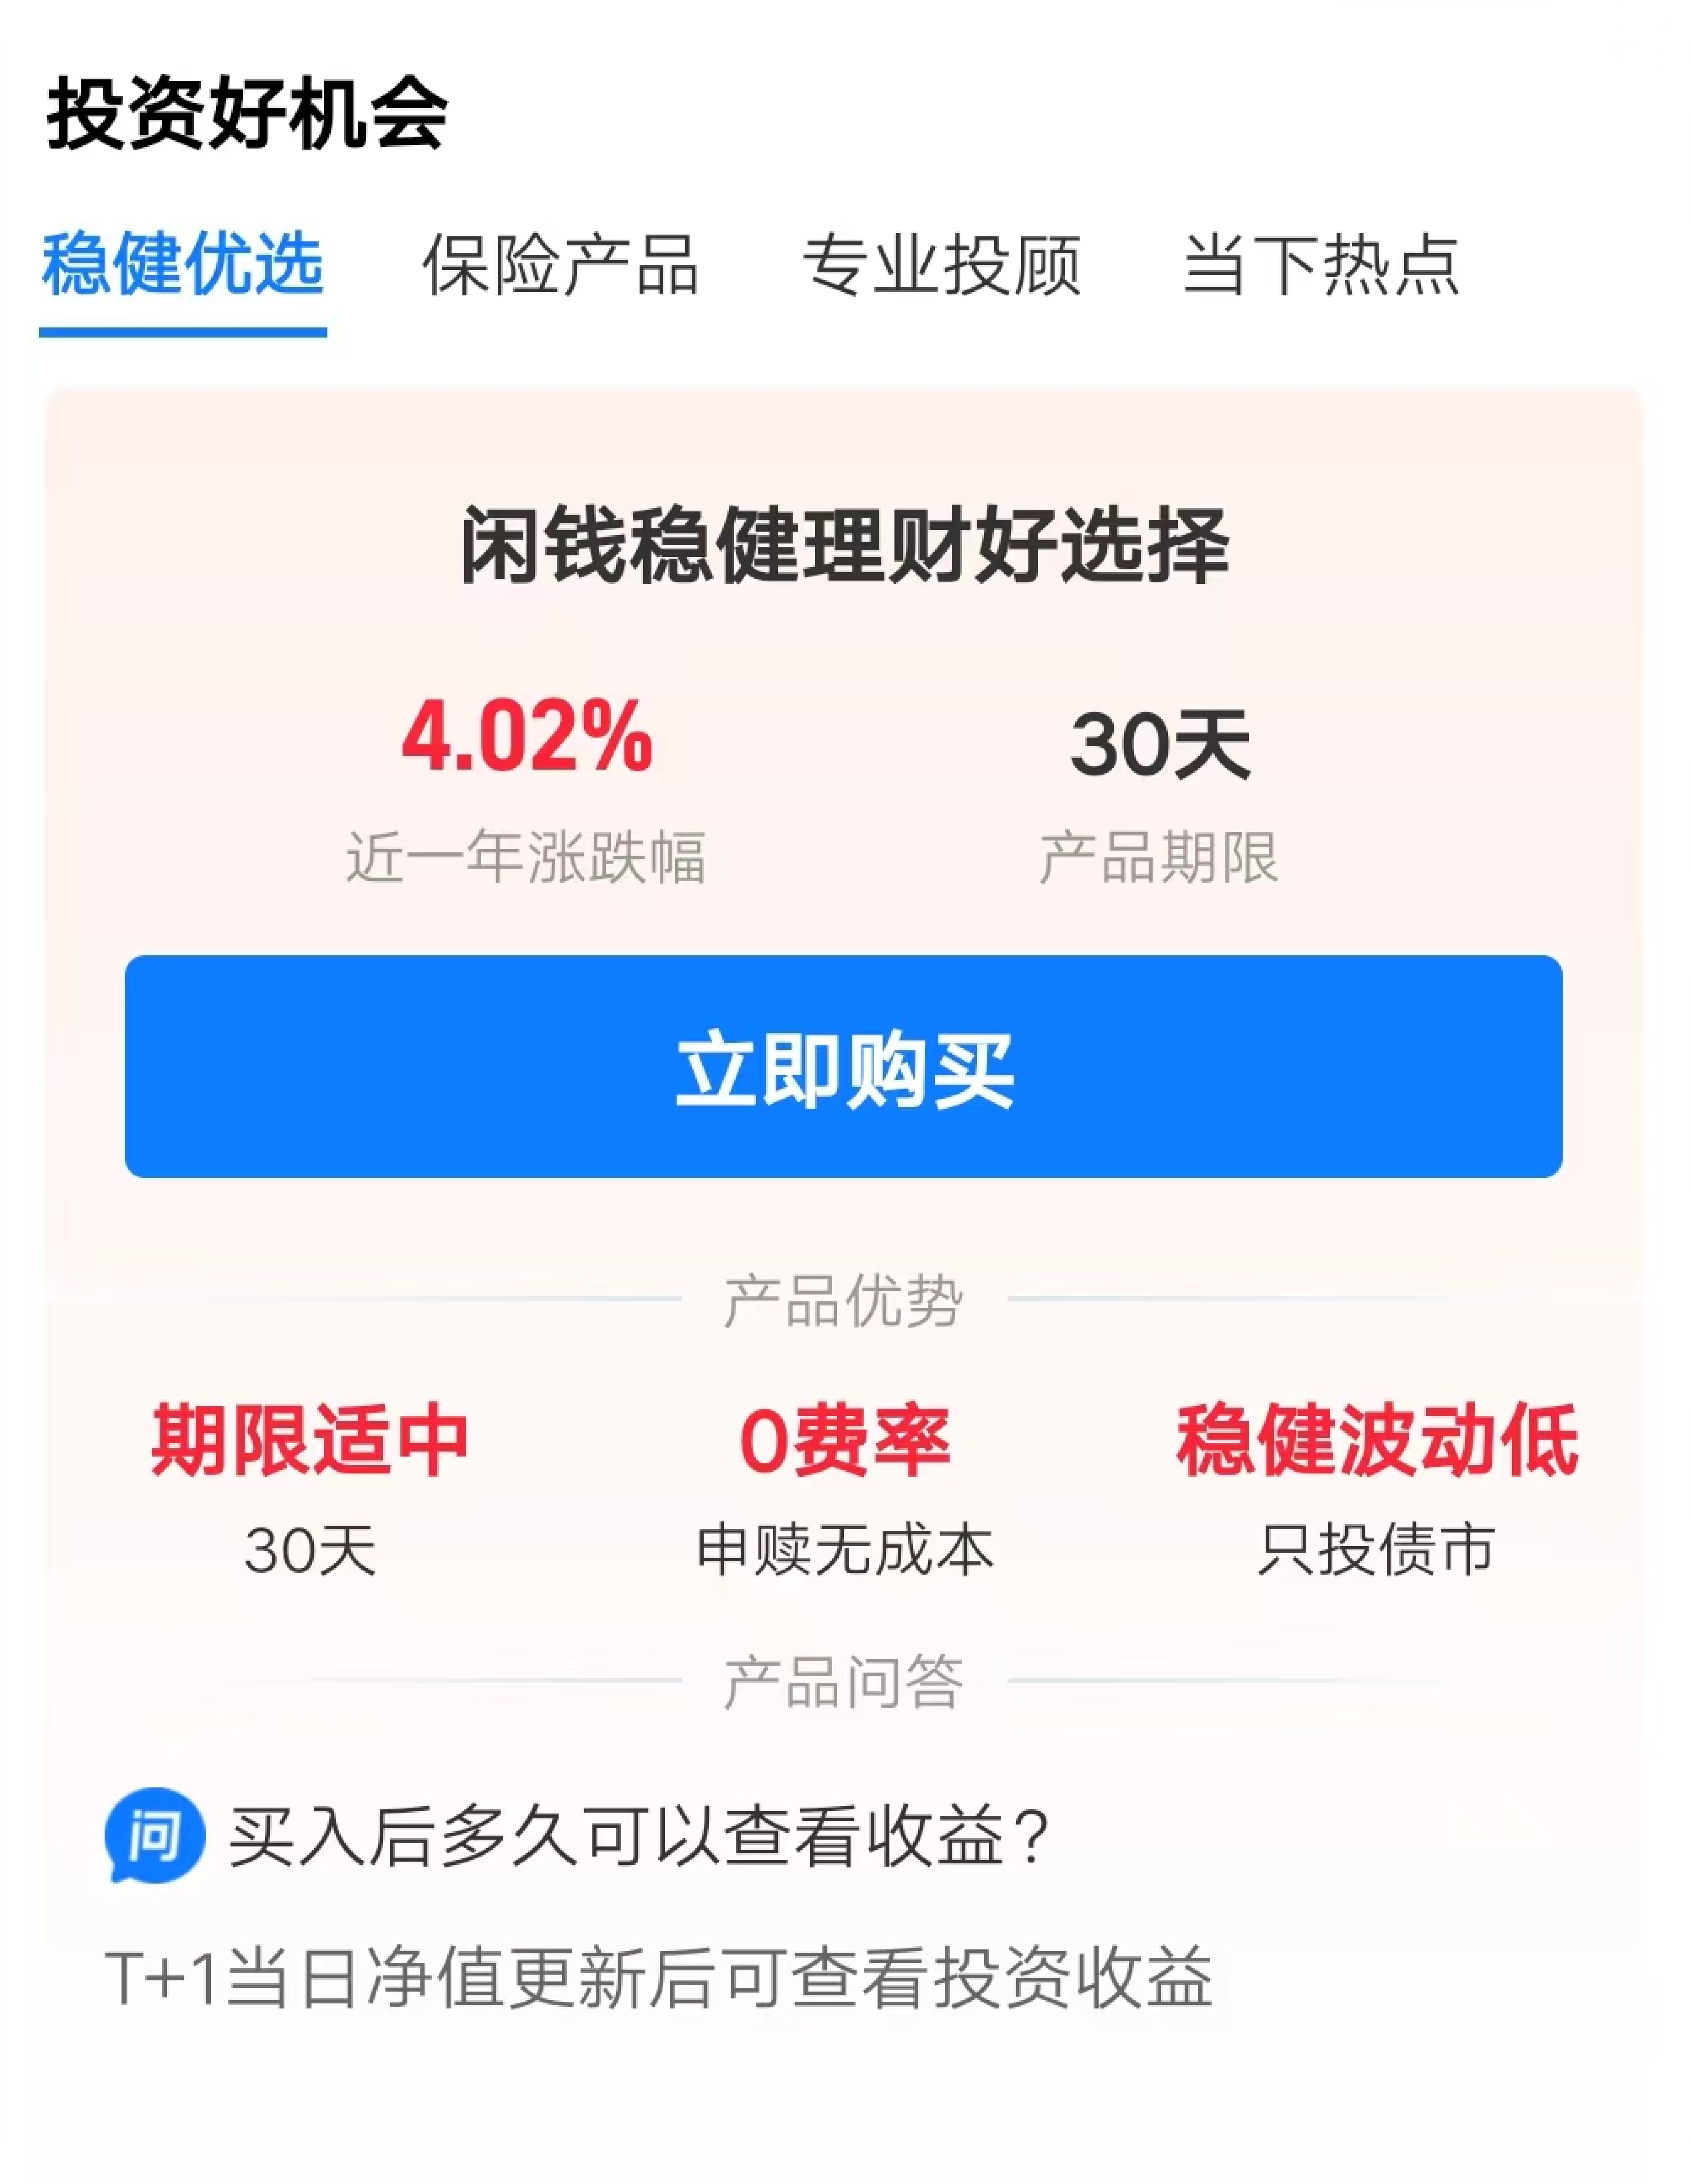 投资好机会
稳健优选 保险产品 专业投顾 当下热点
闲钱稳健理财好选择
4.02% 30天
近一年涨跌幅 产品期限
立即购买
产品优势
期限适中 0费率 稳健波动低
30天 申赎无成本 只投债市
产品问答
问 买入后多久可以查看收益?
T+1当日净值更新后可查看投资收益